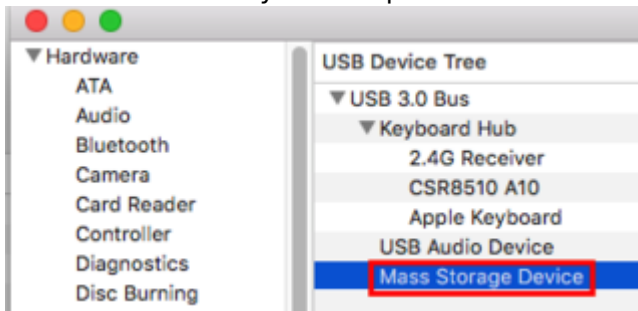 Hardware
ATA
Audio
Bluetooth
Camera
Card Reader
Controller
Diagnostics
Disc Burning
USB Device Tree
USB 3.0 Bus
Keyboard Hub
2.4G Receiver
CSR8510 A10
Apple Keyboard
USB Audio Device
Mass Storage Device